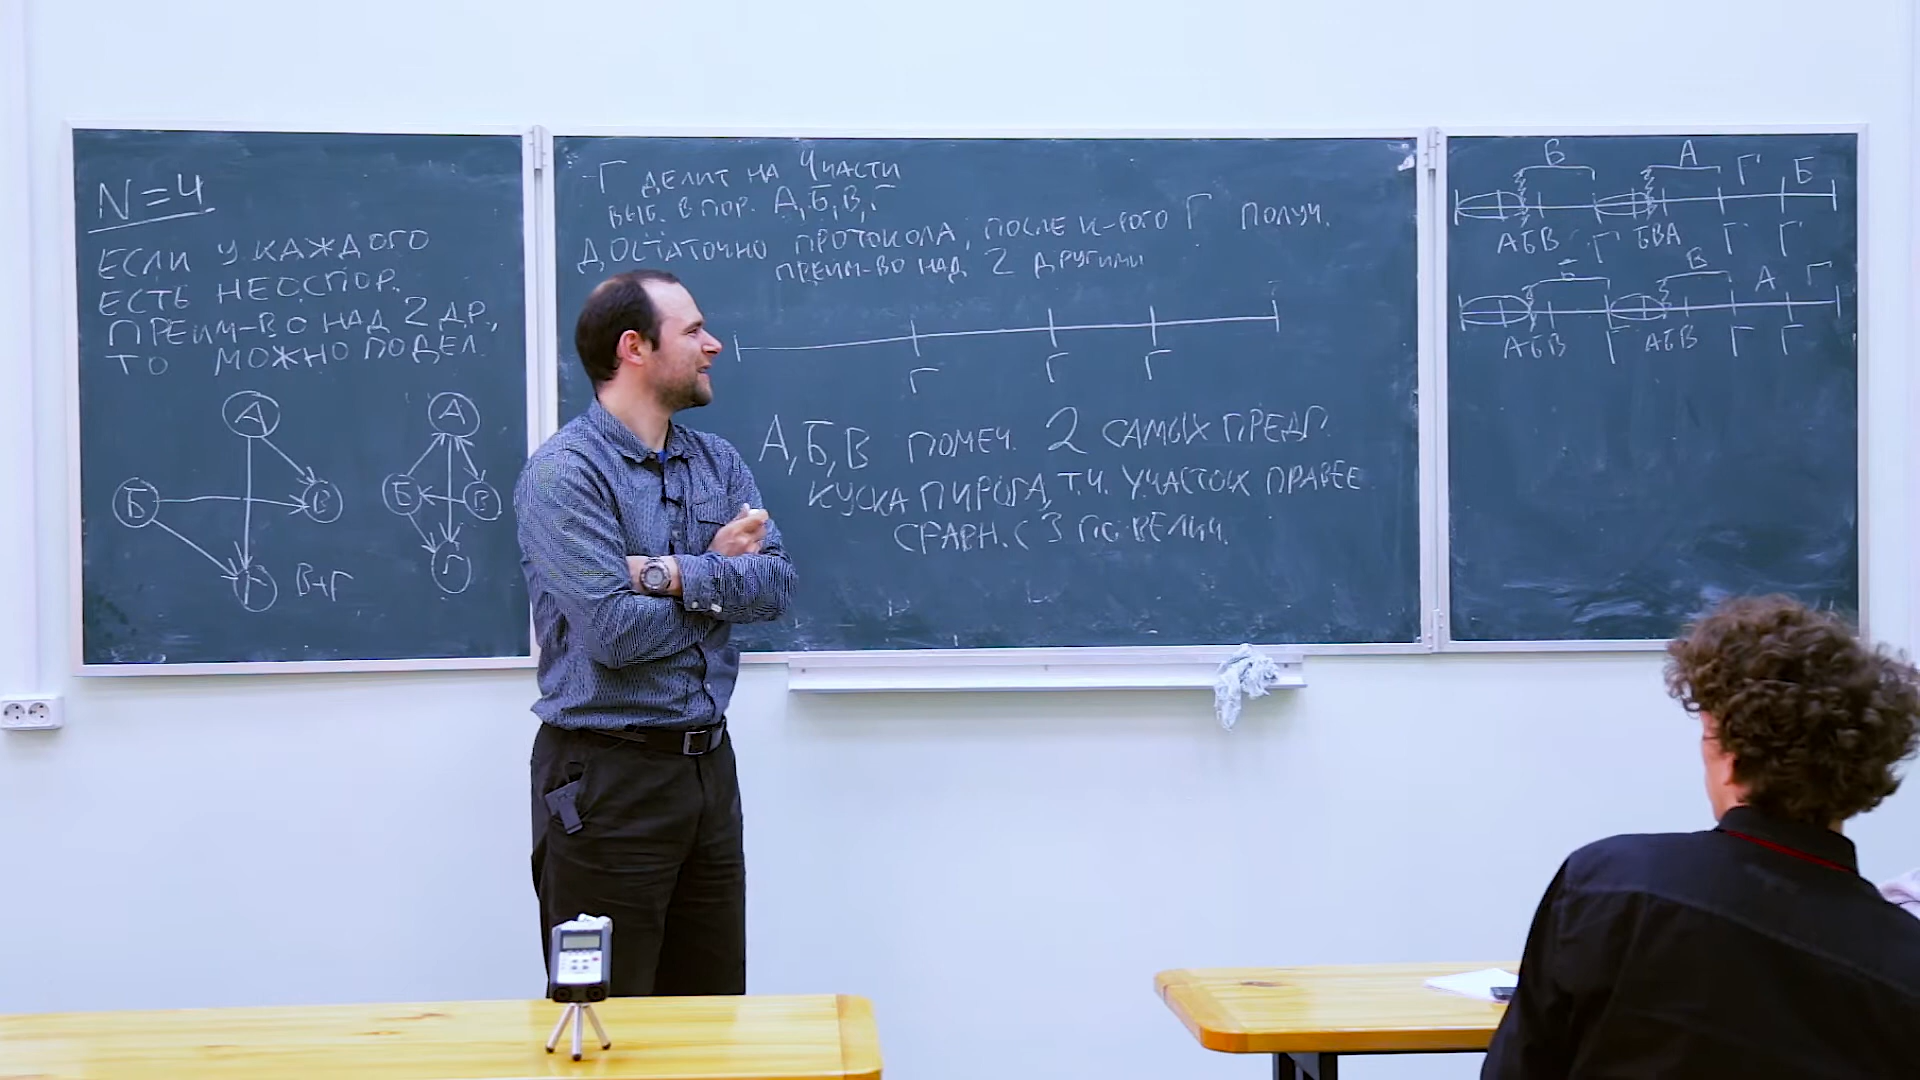 N=4
ЕСЛИ У КАЖДОГО
ЕСТЬ НЕОСПОР.
ПРЕИМ-ВО НАД 2 ДР.,
ТО МОЖНО ПОДЕЛ.
А
Б
В
Г
В+Г
А
Б
В
Г
Г ДЕЛИТ НА 4 ЧАСТИ
ВЫБ. В ПОР. А,Б,В,Г
ДОСТАТОЧНО ПРОТОКОЛА, ПОСЛЕ К-РОГО Г ПОЛУЧ.
ПРЕИМ-ВО НАД 2 ДРУГИМИ
Г Г Г
А,Б,В ПОМЕЧ. 2 САМЫХ ПРЕДП.
КУСКА ПИРОГА, Т.Ч. УЧАСТОК ПРАВЕЕ
СРАВН. С 3 ПО ВЕЛИЧ.
В А Г Б
АБВ Г БВА Г Г
Б В А Г
АБВ Г АБВ Г Г